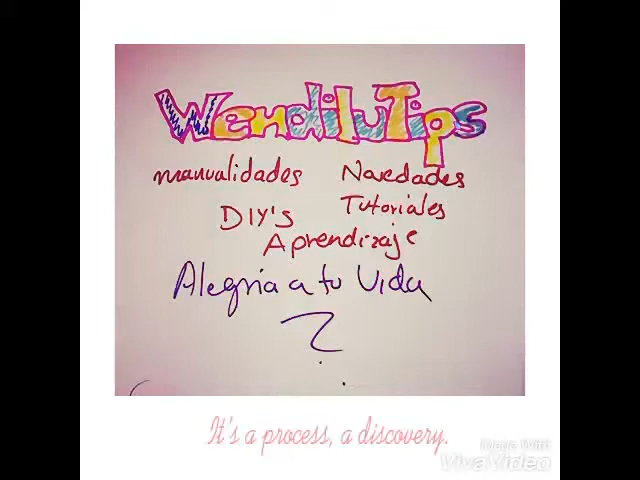 WendiluTips
manualidades Novedades
DIY's Tutoriales
Aprendizaje
Alegria a tu Vida
It's a process, a discovery.
Made With
VivaVideo